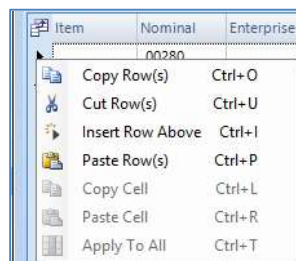 Item Nominal Enterprise
00280
Copy Row(s) Ctrl+O
Cut Row(s) Ctrl+U
Insert Row Above Ctrl+I
Paste Row(s) Ctrl+P
Copy Cell Ctrl+L
Paste Cell Ctrl+R
Apply To All Ctrl+T